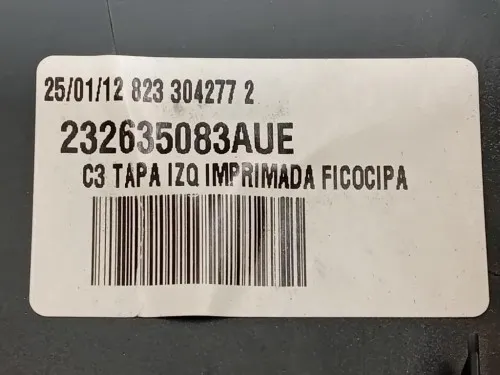 25/01/12 823 304277 2
232635083AUE
C3 TAPA IZQ IMPRIMADA FICOCIPA